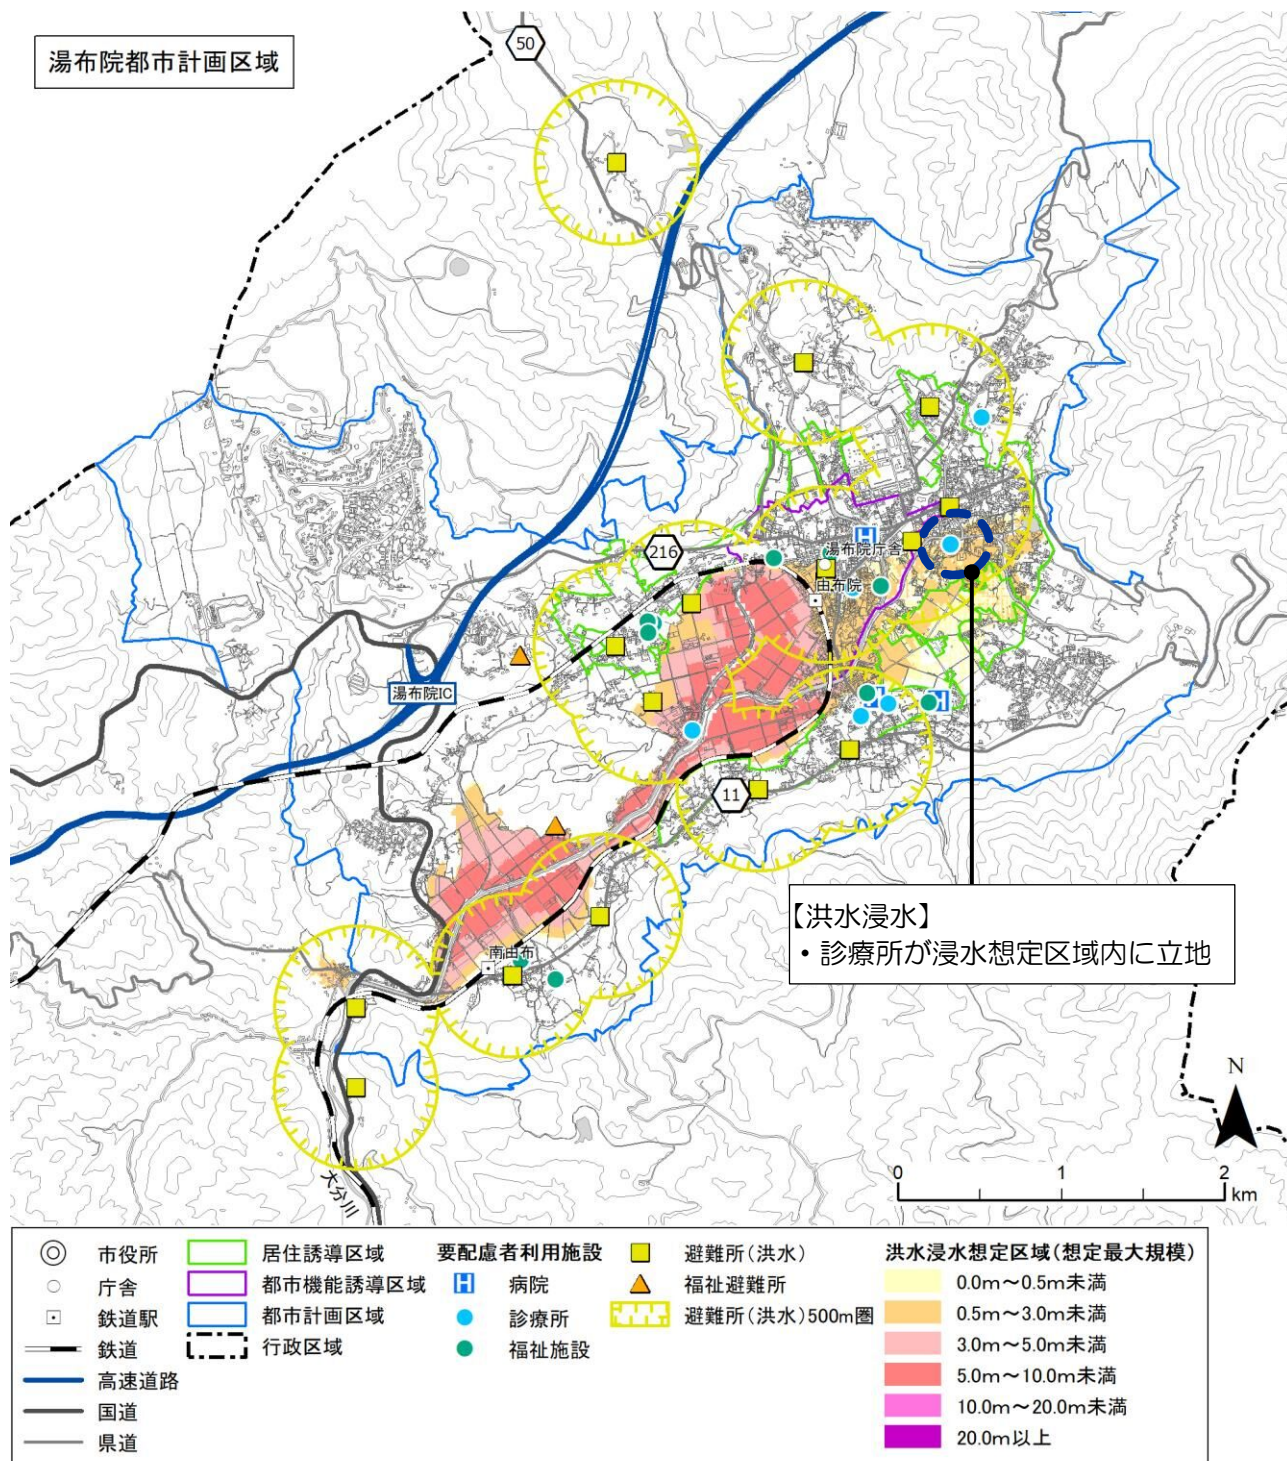 湯布院都市計画区域
50
216
湯布院庁舎
由布院
湯布院IC
11
【洪水浸水】
・診療所が浸水想定区域内に立地
南由布
大分川
N
0 1 2
km
市役所
庁舎
鉄道駅
鉄道
高速道路
国道
県道
居住誘導区域
都市機能誘導区域
都市計画区域
行政区域
要配慮者利用施設
病院
診療所
福祉施設
避難所(洪水)
福祉避難所
避難所(洪水)500m圏
洪水浸水想定区域(想定最大規模)
0.0m～0.5m未満
0.5m～3.0m未満
3.0m～5.0m未満
5.0m～10.0m未満
10.0m～20.0m未満
20.0m以上